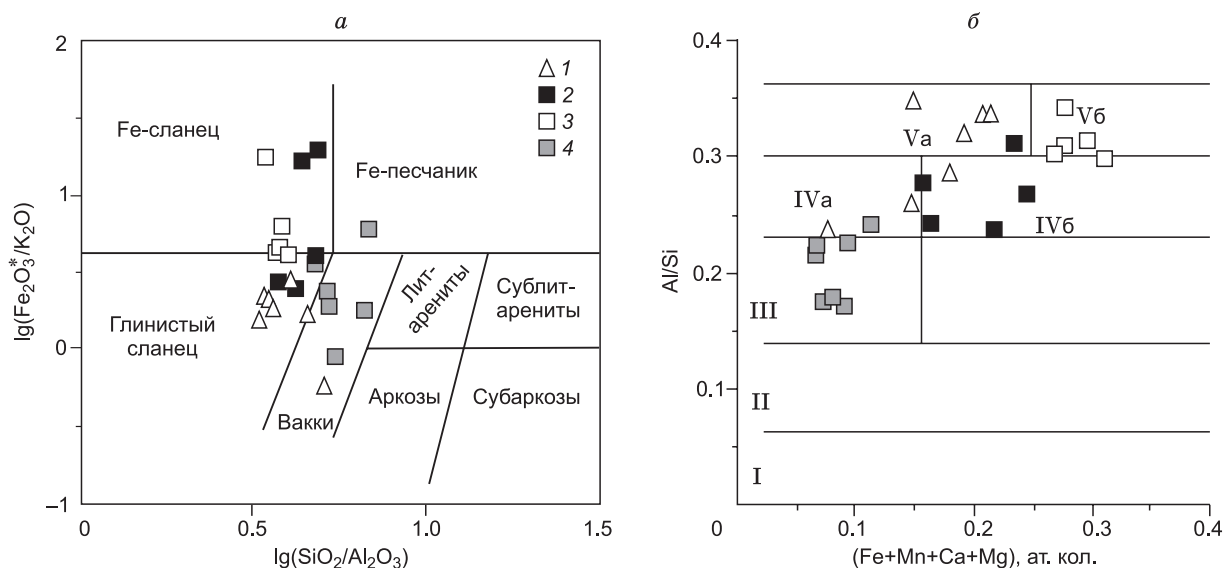 а
2
1
0
–1
0
0.5
1.0
1.5
lg(Fe₂O₃*/K₂O)
lg(SiO₂/Al₂O₃)
1
2
3
4
Fe-сланец
Fe-песчаник
Глинистый
сланец
Вакки
Лит-
арениты
Сублит-
арениты
Аркозы
Субаркозы
б
0.4
0.3
0.2
0.1
0
0.1
0.2
0.3
0.4
Al/Si
(Fe+Mn+Ca+Mg), ат. кол.
Vа
Vб
IVа
IVб
III
II
I